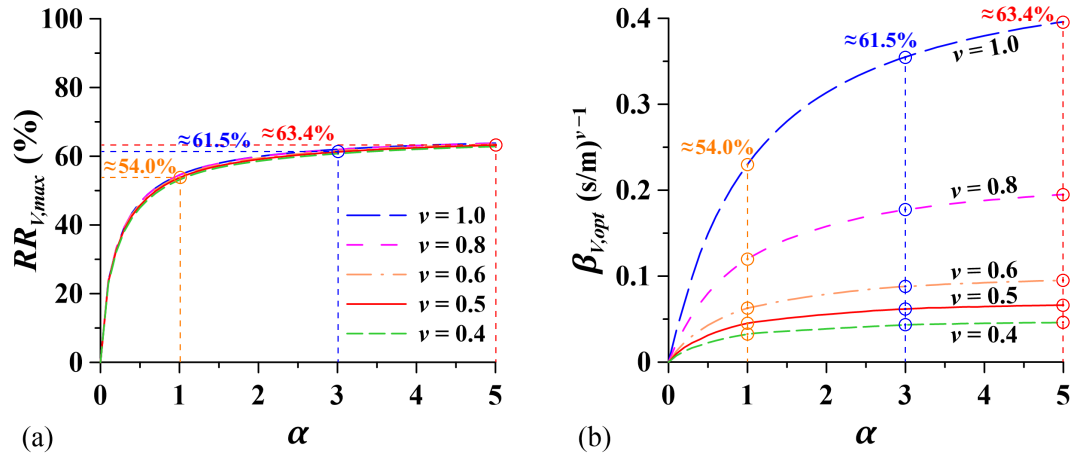 100
80
60
40
20
0
RR_{V,max} (%)
≈54.0%
≈61.5%
≈63.4%
ν = 1.0
ν = 0.8
ν = 0.6
ν = 0.5
ν = 0.4
0 1 2 3 4 5
α
(a)
0.4
0.3
0.2
0.1
0
β_{V,opt} (s/m)^{ν−1}
≈54.0%
≈61.5%
≈63.4%
ν = 1.0
ν = 0.8
ν = 0.6
ν = 0.5
ν = 0.4
0 1 2 3 4 5
α
(b)